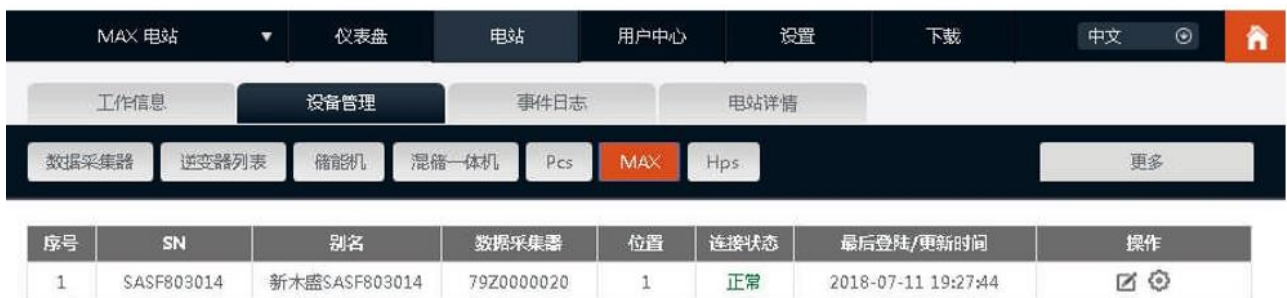 MAX 电站 仪表盘 电站 用户中心 设置 下载 中文
工作信息 设备管理 事件日志 电站详情
数据采集器 逆变器列表 储能机 混储一体机 Pcs MAX Hps 更多
序号 SN 别名 数据采集器 位置 连接状态 最后登陆/更新时间 操作
1 SASF803014 新木盛SASF803014 79Z0000020 1 正常 2018-07-11 19:27:44